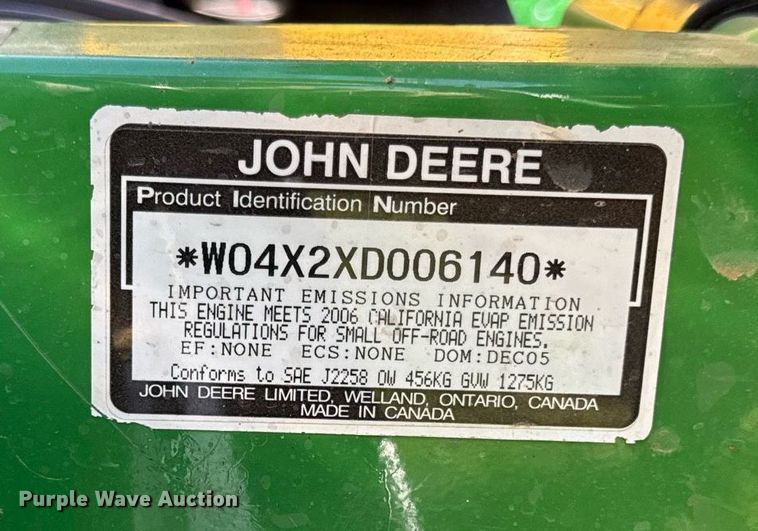 JOHN DEERE
Product Identification Number
*W04X2XD006140*
IMPORTANT EMISSIONS INFORMATION
THIS ENGINE MEETS 2006 CALIFORNIA EVAP EMISSION
REGULATIONS FOR SMALL OFF-ROAD ENGINES.
EF:NONE ECS:NONE DOM:DEC05
Conforms to SAE J2258 OW 456KG GVW 1275KG
JOHN DEERE LIMITED, WELLAND, ONTARIO, CANADA
MADE IN CANADA
Purple Wave Auction